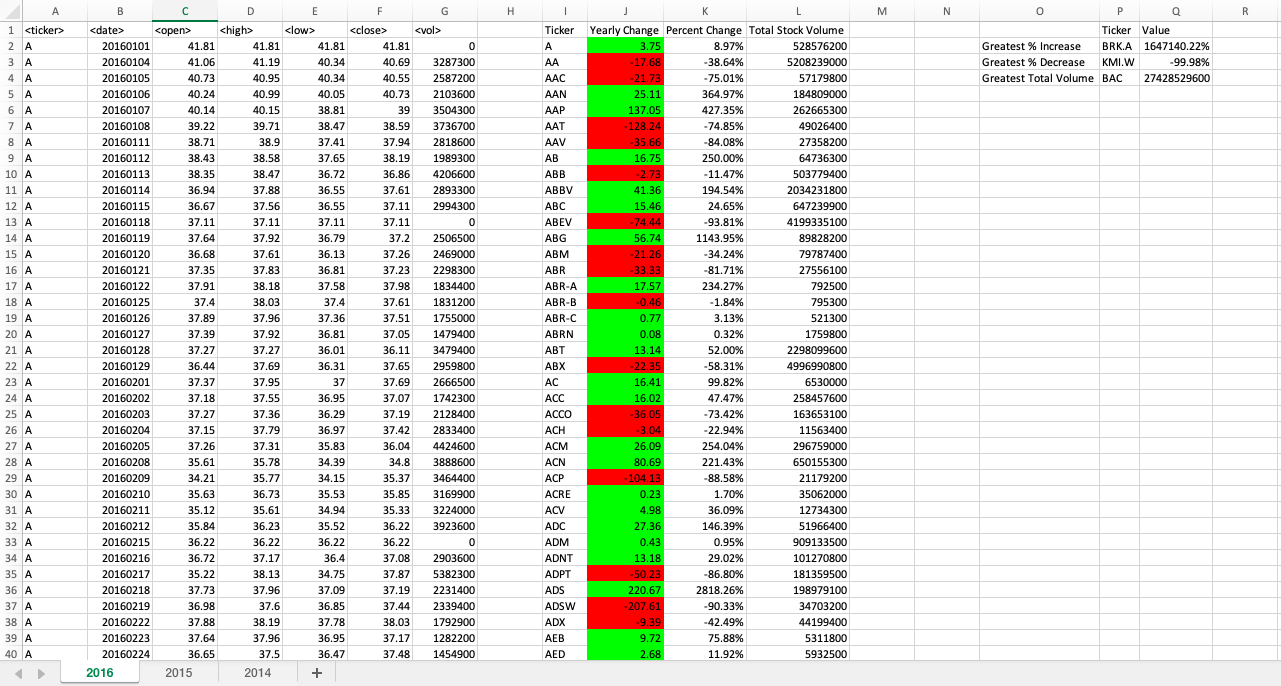 A B C D E F G H I J K L M N O P Q R
1 <ticker> <date> <open> <high> <low> <close> <vol> Ticker Yearly Change Percent Change Total Stock Volume Ticker Value
2 A 20160101 41.81 41.81 41.81 41.81 0 A 3.75 8.97% 528576200 Greatest % Increase BRK.A 1647140.22%
3 A 20160104 41.06 41.19 40.34 40.69 3287300 AA -17.68 -38.64% 5208239000 Greatest % Decrease KMI.W -99.98%
4 A 20160105 40.73 40.95 40.34 40.55 2587200 AAC -21.73 -75.01% 57179800 Greatest Total Volume BAC 27428529600
5 A 20160106 40.24 40.99 40.05 40.73 2103600 AAN 25.11 364.97% 184809000
6 A 20160107 40.14 40.15 38.81 39 3504300 AAP 137.05 427.35% 262665300
7 A 20160108 39.22 39.71 38.47 38.59 3736700 AAT -128.24 -74.85% 49026400
8 A 20160111 38.71 38.9 37.41 37.94 2818600 AAV -35.66 -84.08% 27358200
9 A 20160112 38.43 38.58 37.65 38.19 1989300 AB 16.75 250.00% 64736300
10 A 20160113 38.35 38.47 36.72 36.86 4206600 ABB -2.73 -11.47% 503779400
11 A 20160114 36.94 37.88 36.55 37.61 2893300 ABBV 41.36 194.54% 2034231800
12 A 20160115 36.67 37.56 36.55 37.11 2994300 ABC 15.46 24.65% 647239900
13 A 20160118 37.11 37.11 37.11 37.11 0 ABEV -74.44 -93.81% 4199335100
14 A 20160119 37.64 37.92 36.79 37.2 2506500 ABG 56.74 1143.95% 89828200
15 A 20160120 36.68 37.61 36.13 37.26 2469000 ABM -21.26 -34.24% 79787400
16 A 20160121 37.35 37.83 36.81 37.23 2298300 ABR -33.33 -81.71% 27556100
17 A 20160122 37.91 38.18 37.58 37.98 1834400 ABR-A 17.57 234.27% 792500
18 A 20160125 37.4 38.03 37.4 37.61 1831200 ABR-B -0.46 -1.84% 795300
19 A 20160126 37.89 37.96 37.36 37.51 1755000 ABR-C 0.77 3.13% 521300
20 A 20160127 37.39 37.92 36.81 37.05 1479400 ABRN 0.08 0.32% 1759800
21 A 20160128 37.27 37.27 36.01 36.11 3479400 ABT 13.14 52.00% 2298099600
22 A 20160129 36.44 37.69 36.31 37.65 2959800 ABX -22.35 -58.31% 4996990800
23 A 20160201 37.37 37.95 37 37.69 2666500 AC 16.41 99.82% 6530000
24 A 20160202 37.18 37.55 36.95 37.07 1742300 ACC 16.02 47.47% 258457600
25 A 20160203 37.27 37.36 36.29 37.19 2128400 ACCO -36.05 -73.42% 163653100
26 A 20160204 37.15 37.79 36.97 37.42 2833400 ACH -3.04 -22.94% 11563400
27 A 20160205 37.26 37.31 35.83 36.04 4424600 ACM 26.09 254.04% 296759000
28 A 20160208 35.61 35.78 34.39 34.8 3888600 ACN 80.69 221.43% 650155300
29 A 20160209 34.21 35.77 34.15 35.37 3464400 ACP -104.13 -88.58% 21179200
30 A 20160210 35.63 36.73 35.53 35.85 3169900 ACRE 0.23 1.70% 35062000
31 A 20160211 35.12 35.61 34.94 35.33 3224000 ACV 4.98 36.09% 12734300
32 A 20160212 35.84 36.23 35.52 36.22 3923600 ADC 27.36 146.39% 51966400
33 A 20160215 36.22 36.22 36.22 36.22 0 ADM 0.43 0.95% 909133500
34 A 20160216 36.72 37.17 36.4 37.08 2903600 ADNT 13.18 29.02% 101270800
35 A 20160217 35.22 38.13 34.75 37.87 5382300 ADPT -50.23 -86.80% 181359500
36 A 20160218 37.73 37.96 37.09 37.19 2231400 ADS 220.67 2818.26% 198979100
37 A 20160219 36.98 37.6 36.85 37.44 2339400 ADSW -207.61 -90.33% 34703200
38 A 20160222 37.88 38.19 37.78 38.03 1792900 ADX -9.39 -42.49% 44199400
39 A 20160223 37.64 37.96 36.95 37.17 1282200 AEB 9.72 75.88% 5311800
40 A 20160224 36.65 37.5 36.47 37.48 1454900 AED 2.68 11.92% 5932500
2016 2015 2014 +